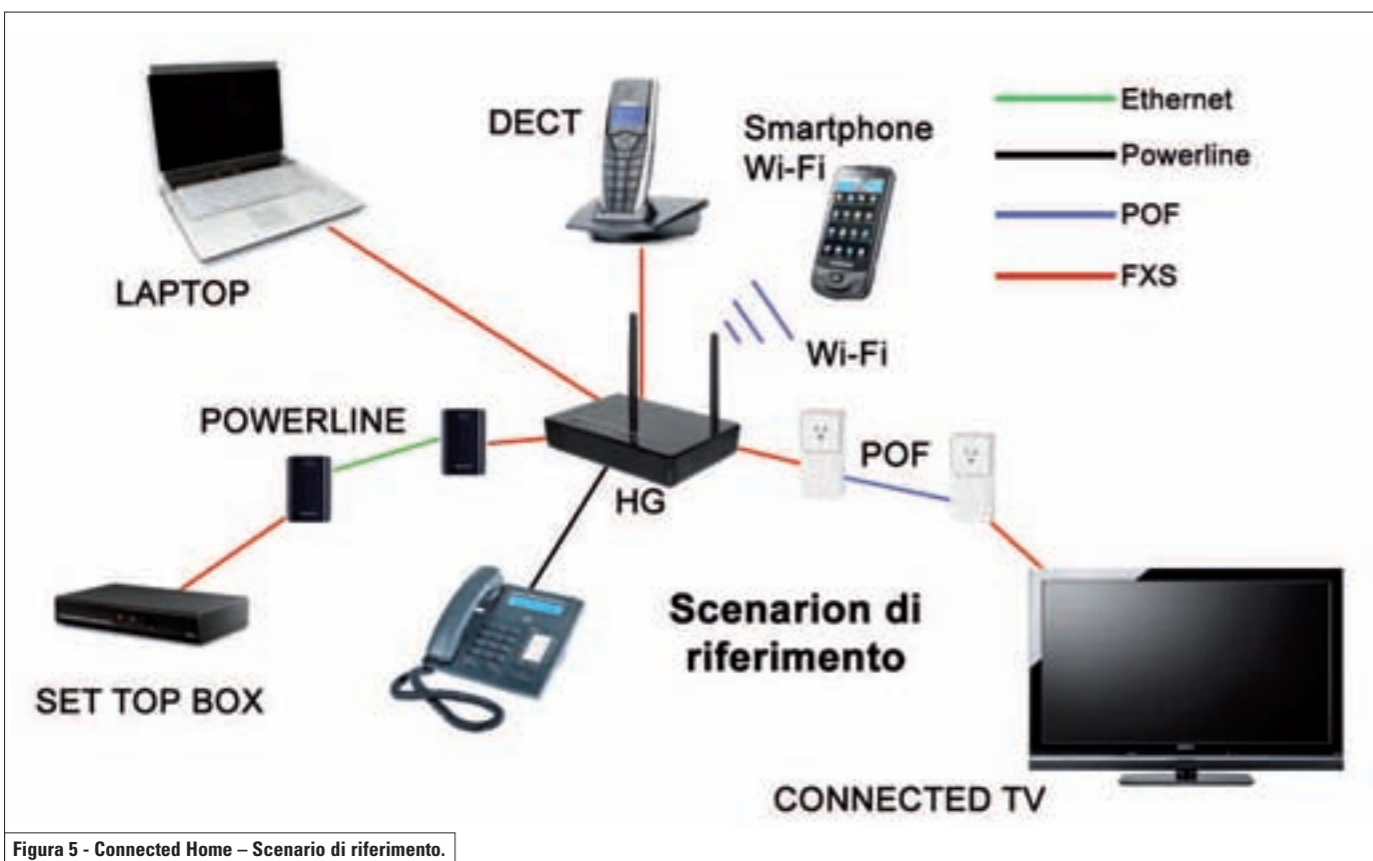 DECT
Smartphone
Wi-Fi
Ethernet
Powerline
POF
FXS
LAPTOP
Wi-Fi
POWERLINE
POF
HG
Scenarion di
riferimento
SET TOP BOX
CONNECTED TV
Figura 5 - Connected Home – Scenario di riferimento.